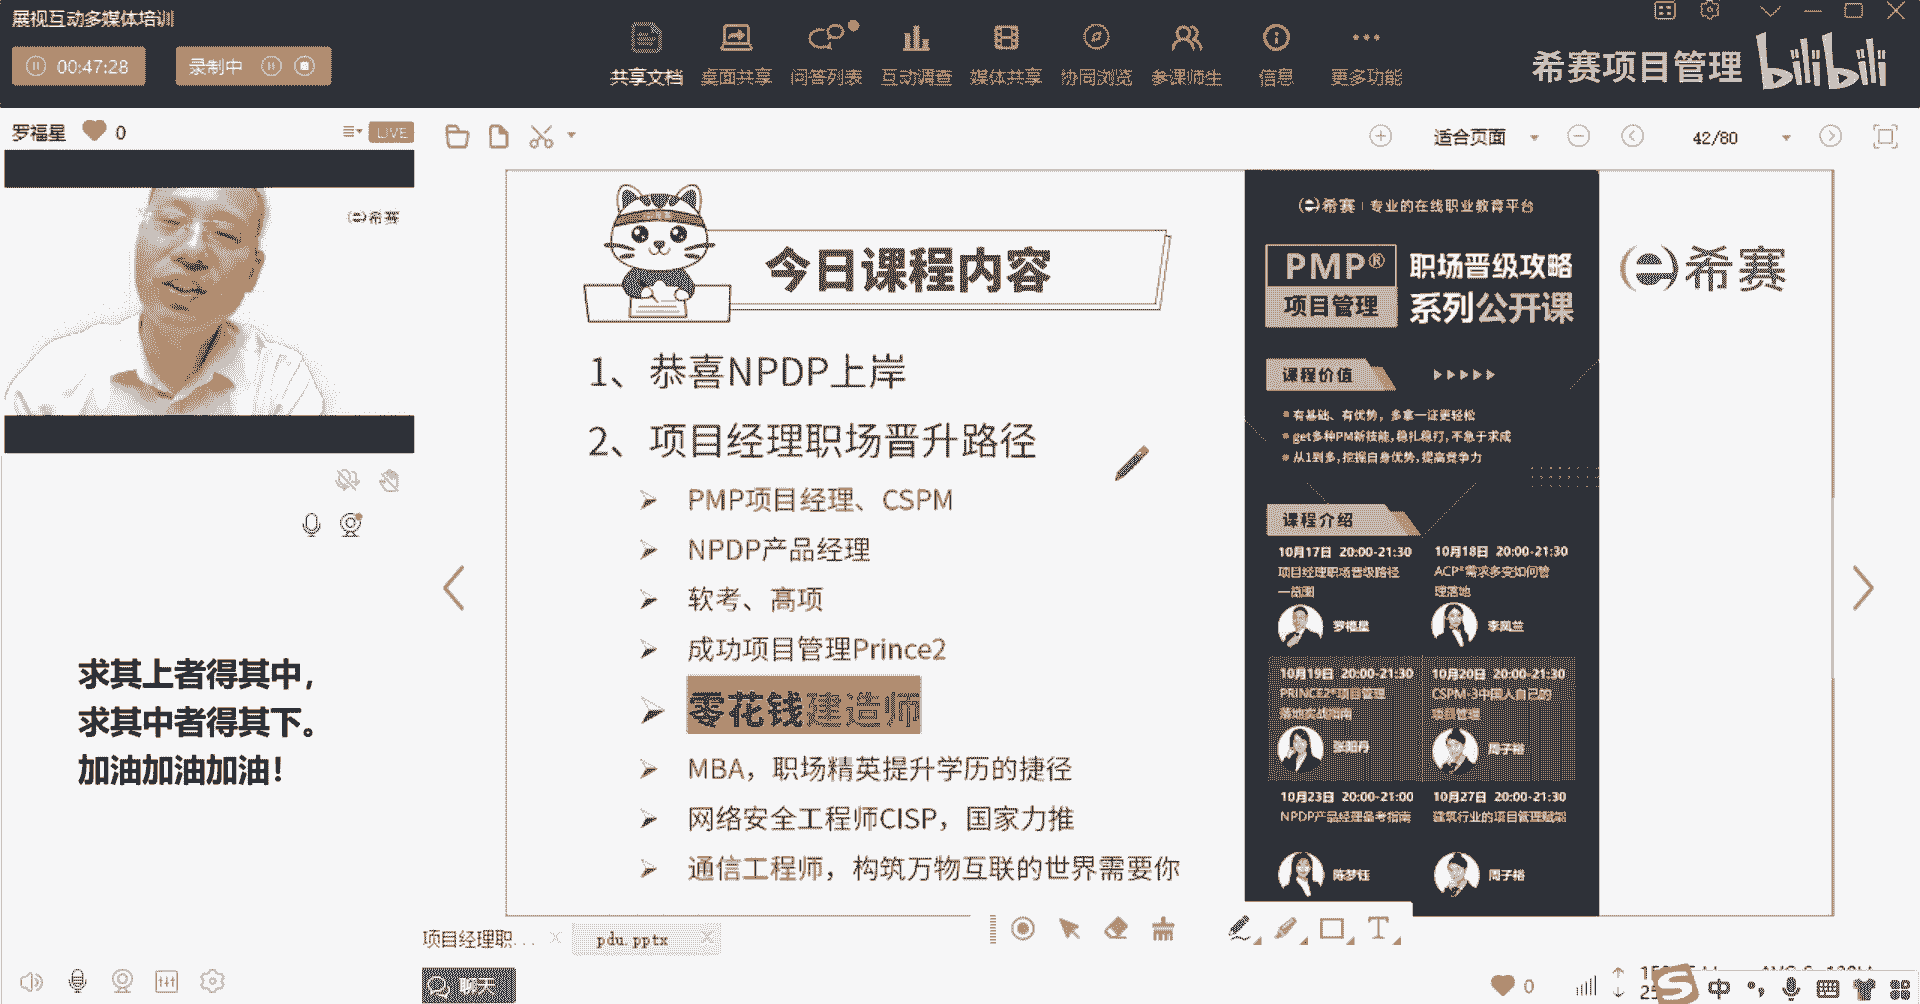 展视互动多媒体培训
00:47:28
录制中
共享文档 桌面共享 问答列表 互动调查 媒体共享 协同浏览 参课师生 信息 更多功能
希赛项目管理 bilibili
罗福星 0
LIVE
适合页面
42/80
希赛
求其上者得其中，
求其中者得其下。
加油加油加油！
今日课程内容
1、恭喜NPDP上岸
2、项目经理职场晋升路径
PMP项目经理、CSPM
NPDP产品经理
软考、高项
成功项目管理Prince2
零花钱建造师
MBA，职场精英提升学历的捷径
网络安全工程师CISP，国家力推
通信工程师，构筑万物互联的世界需要你
希赛 | 专业的在线职业教育平台
PMP®
项目管理
职场晋级攻略
系列公开课
课程价值
有基础、有优势，多拿一证更轻松
get多种PM新技能，稳扎稳打，不急于求成
从1到多，挖掘自身优势，提高竞争力
课程介绍
10月17日 20:00-21:30
项目经理职场晋级路径
一览图
罗福星
10月18日 20:00-21:30
ACP®需求多变如何管
理落地
李凤兰
10月19日 20:00-21:30
PRINCE2®项目管理
落地实战指南
10月20日 20:00-21:30
CSPM-3中国人自己的
项目管理
周子裕
10月23日 20:00-21:00
NPDP产品经理备考指南
陈梦钰
10月27日 20:00-21:30
建筑行业的项目管理赋能
周子裕
希赛
项目经理职...
pdu.pptx
聊天
0
中